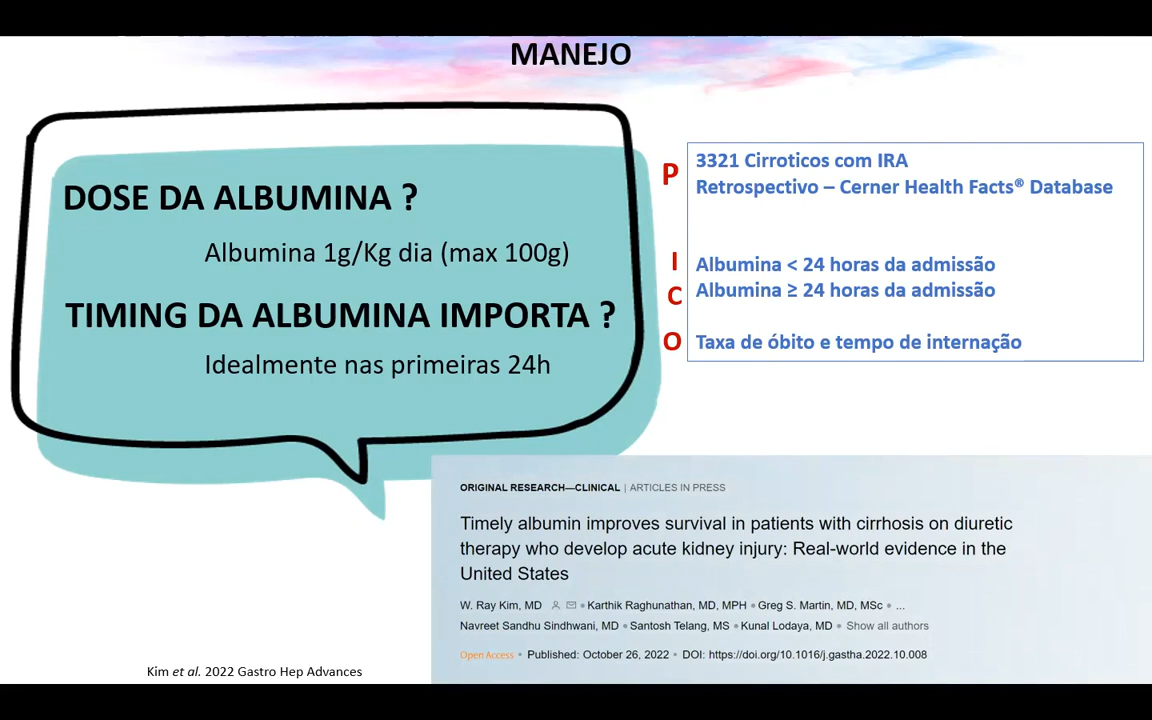 MANEJO
DOSE DA ALBUMINA ?
Albumina 1g/Kg dia (max 100g)
TIMING DA ALBUMINA IMPORTA ?
Idealmente nas primeiras 24h
P
3321 Cirroticos com IRA
Retrospectivo – Cerner Health Facts® Database
I
Albumina < 24 horas da admissão
C
Albumina ≥ 24 horas da admissão
O
Taxa de óbito e tempo de internação
ORIGINAL RESEARCH—CLINICAL | ARTICLES IN PRESS
Timely albumin improves survival in patients with cirrhosis on diuretic
therapy who develop acute kidney injury: Real-world evidence in the
United States
W. Ray Kim, MD • Karthik Raghunathan, MD, MPH • Greg S. Martin, MD, MSc • ...
Navreet Sandhu Sindhwani, MD • Santosh Telang, MS • Kunal Lodaya, MD • Show all authors
Open Access • Published: October 26, 2022 • DOI: https://doi.org/10.1016/j.gastha.2022.10.008
Kim et al. 2022 Gastro Hep Advances